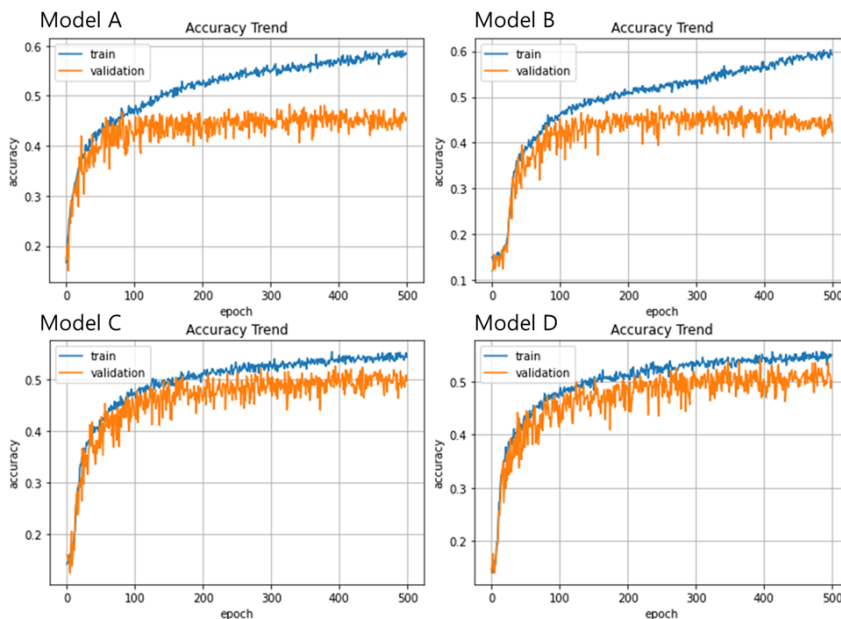 Model A
Accuracy Trend
train
validation
accuracy
0.6
0.5
0.4
0.3
0.2
0
100
200
300
400
500
epoch
Model B
Accuracy Trend
train
validation
accuracy
0.6
0.5
0.4
0.3
0.2
0.1
0
100
200
300
400
500
epoch
Model C
Accuracy Trend
train
validation
accuracy
0.5
0.4
0.3
0.2
0
100
200
300
400
500
epoch
Model D
Accuracy Trend
train
validation
accuracy
0.5
0.4
0.3
0.2
0
100
200
300
400
500
epoch